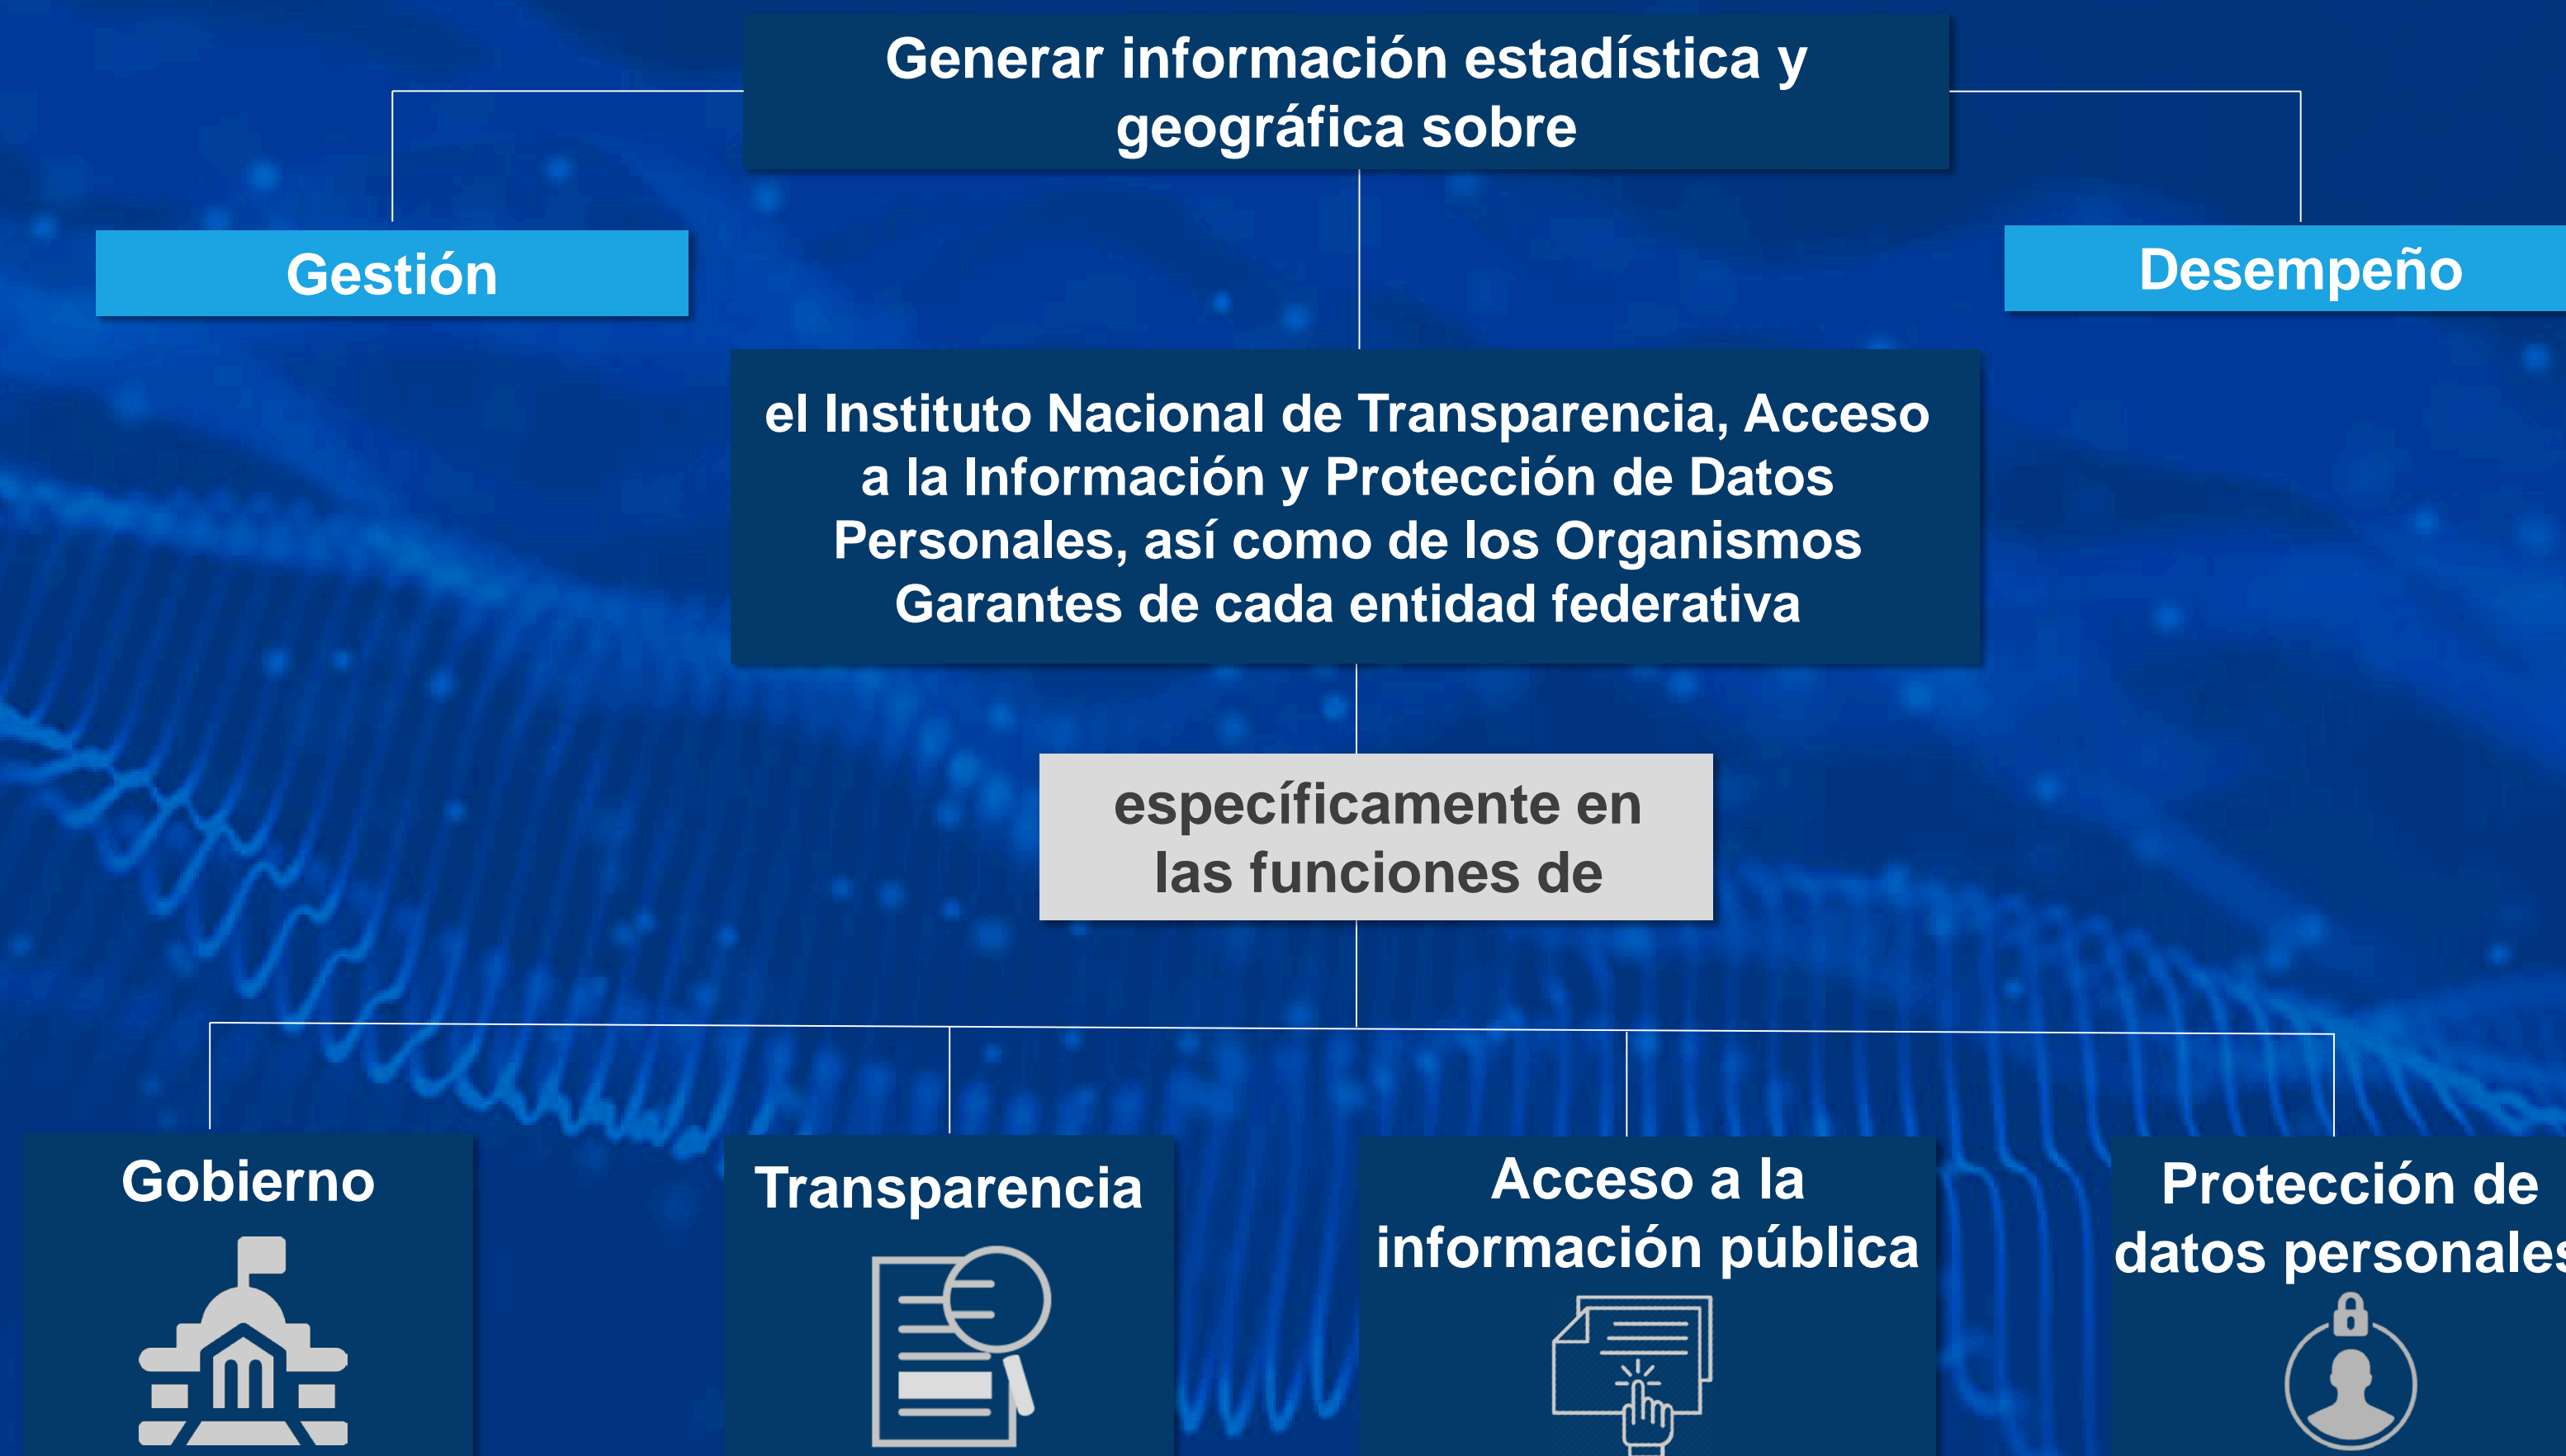 Generar información estadística y
geográfica sobre
Gestión
Desempeño
el Instituto Nacional de Transparencia, Acceso
a la Información y Protección de Datos
Personales, así como de los Organismos
Garantes de cada entidad federativa
específicamente en
las funciones de
Gobierno
Transparencia
Acceso a la
información pública
Protección de
datos personales